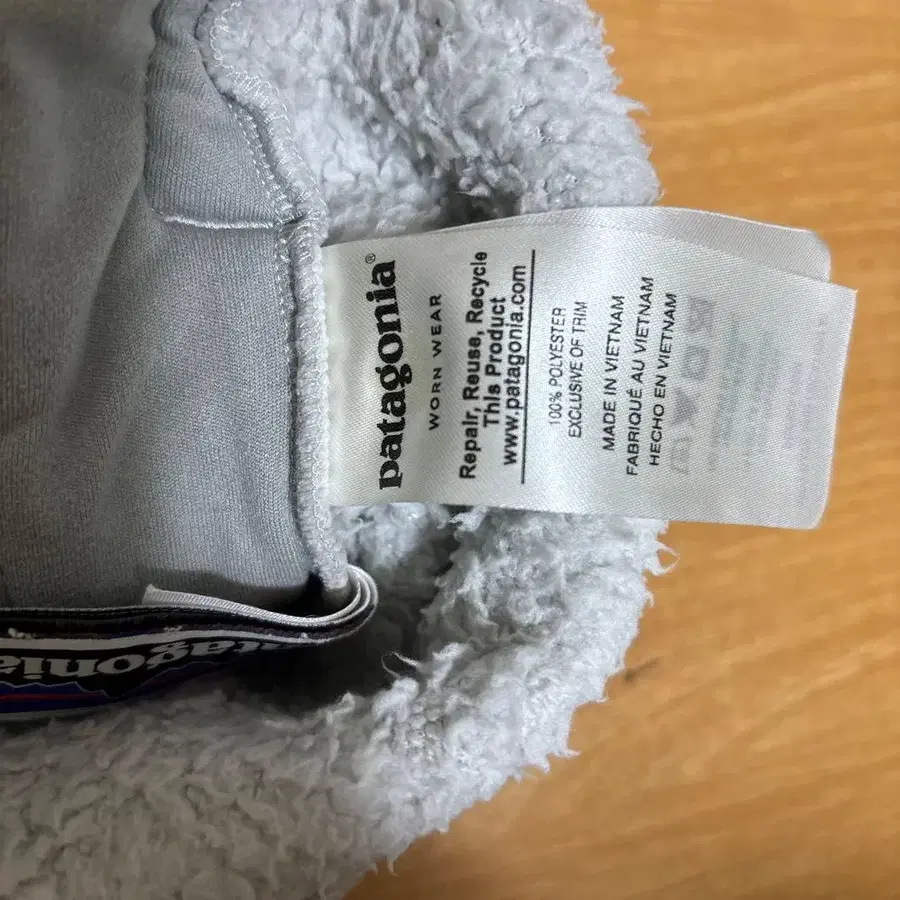 patagonia®
WORN WEAR
Repair, Reuse, Recycle
This Product
www.patagonia.com
100% POLYESTER
EXCLUSIVE OF TRIM
MADE IN VIETNAM
FABRIQUÉ AU VIETNAM
HECHO EN VIETNAM
patagonia